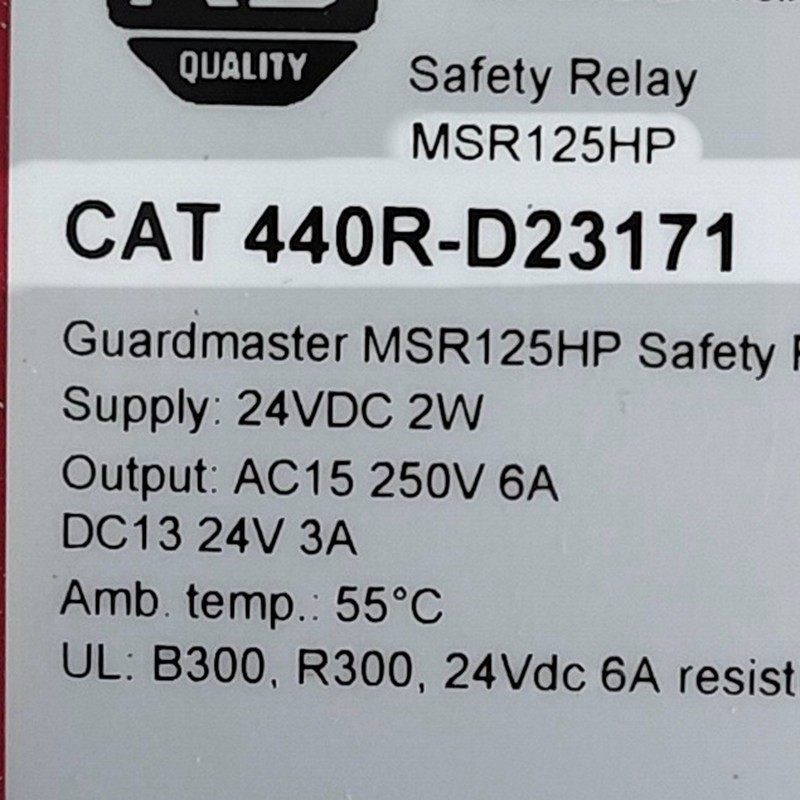 QUALITY
Safety Relay
MSR125HP
CAT 440R-D23171
Guardmaster MSR125HP Safety
Supply: 24VDC 2W
Output: AC15 250V 6A
DC13 24V 3A
Amb. temp.: 55°C
UL: B300, R300, 24Vdc 6A resist